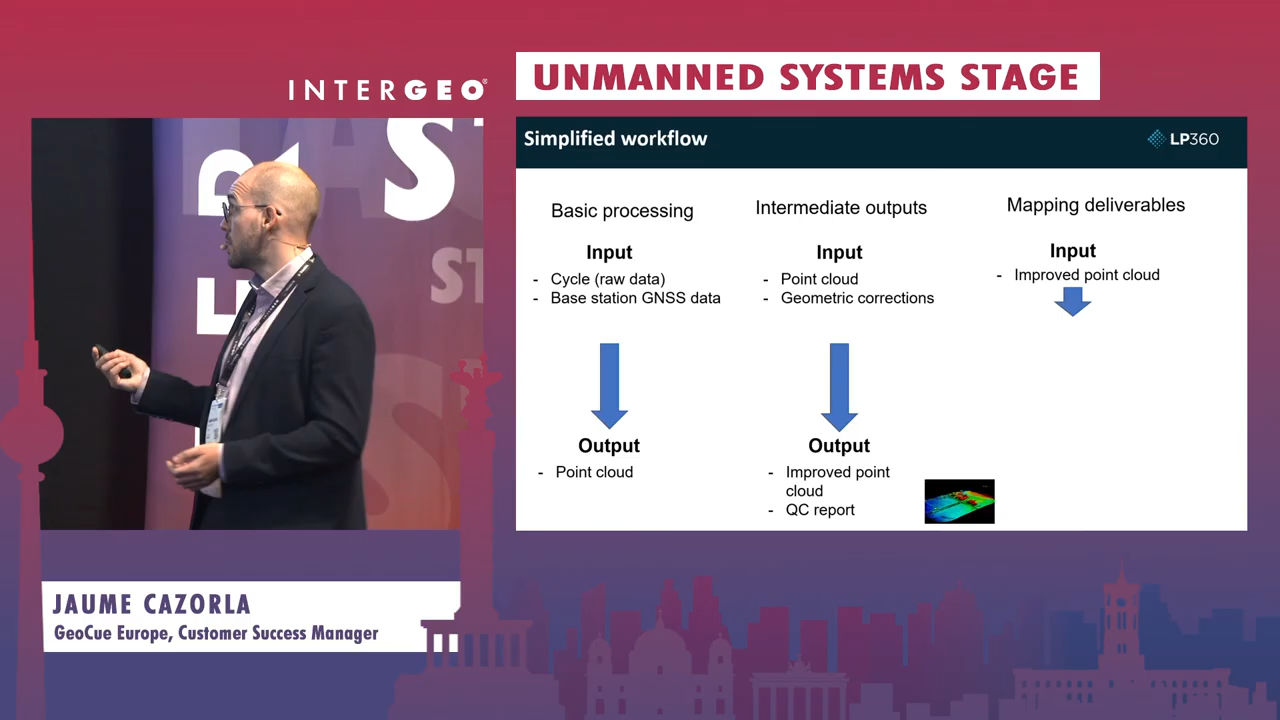 INTERGEO®
UNMANNED SYSTEMS STAGE
Simplified workflow
LP360
Basic processing
Input
- Cycle (raw data)
- Base station GNSS data
Output
- Point cloud
Intermediate outputs
Input
- Point cloud
- Geometric corrections
Output
- Improved point
cloud
- QC report
Mapping deliverables
Input
- Improved point cloud
JAUME CAZORLA
GeoCue Europe, Customer Success Manager